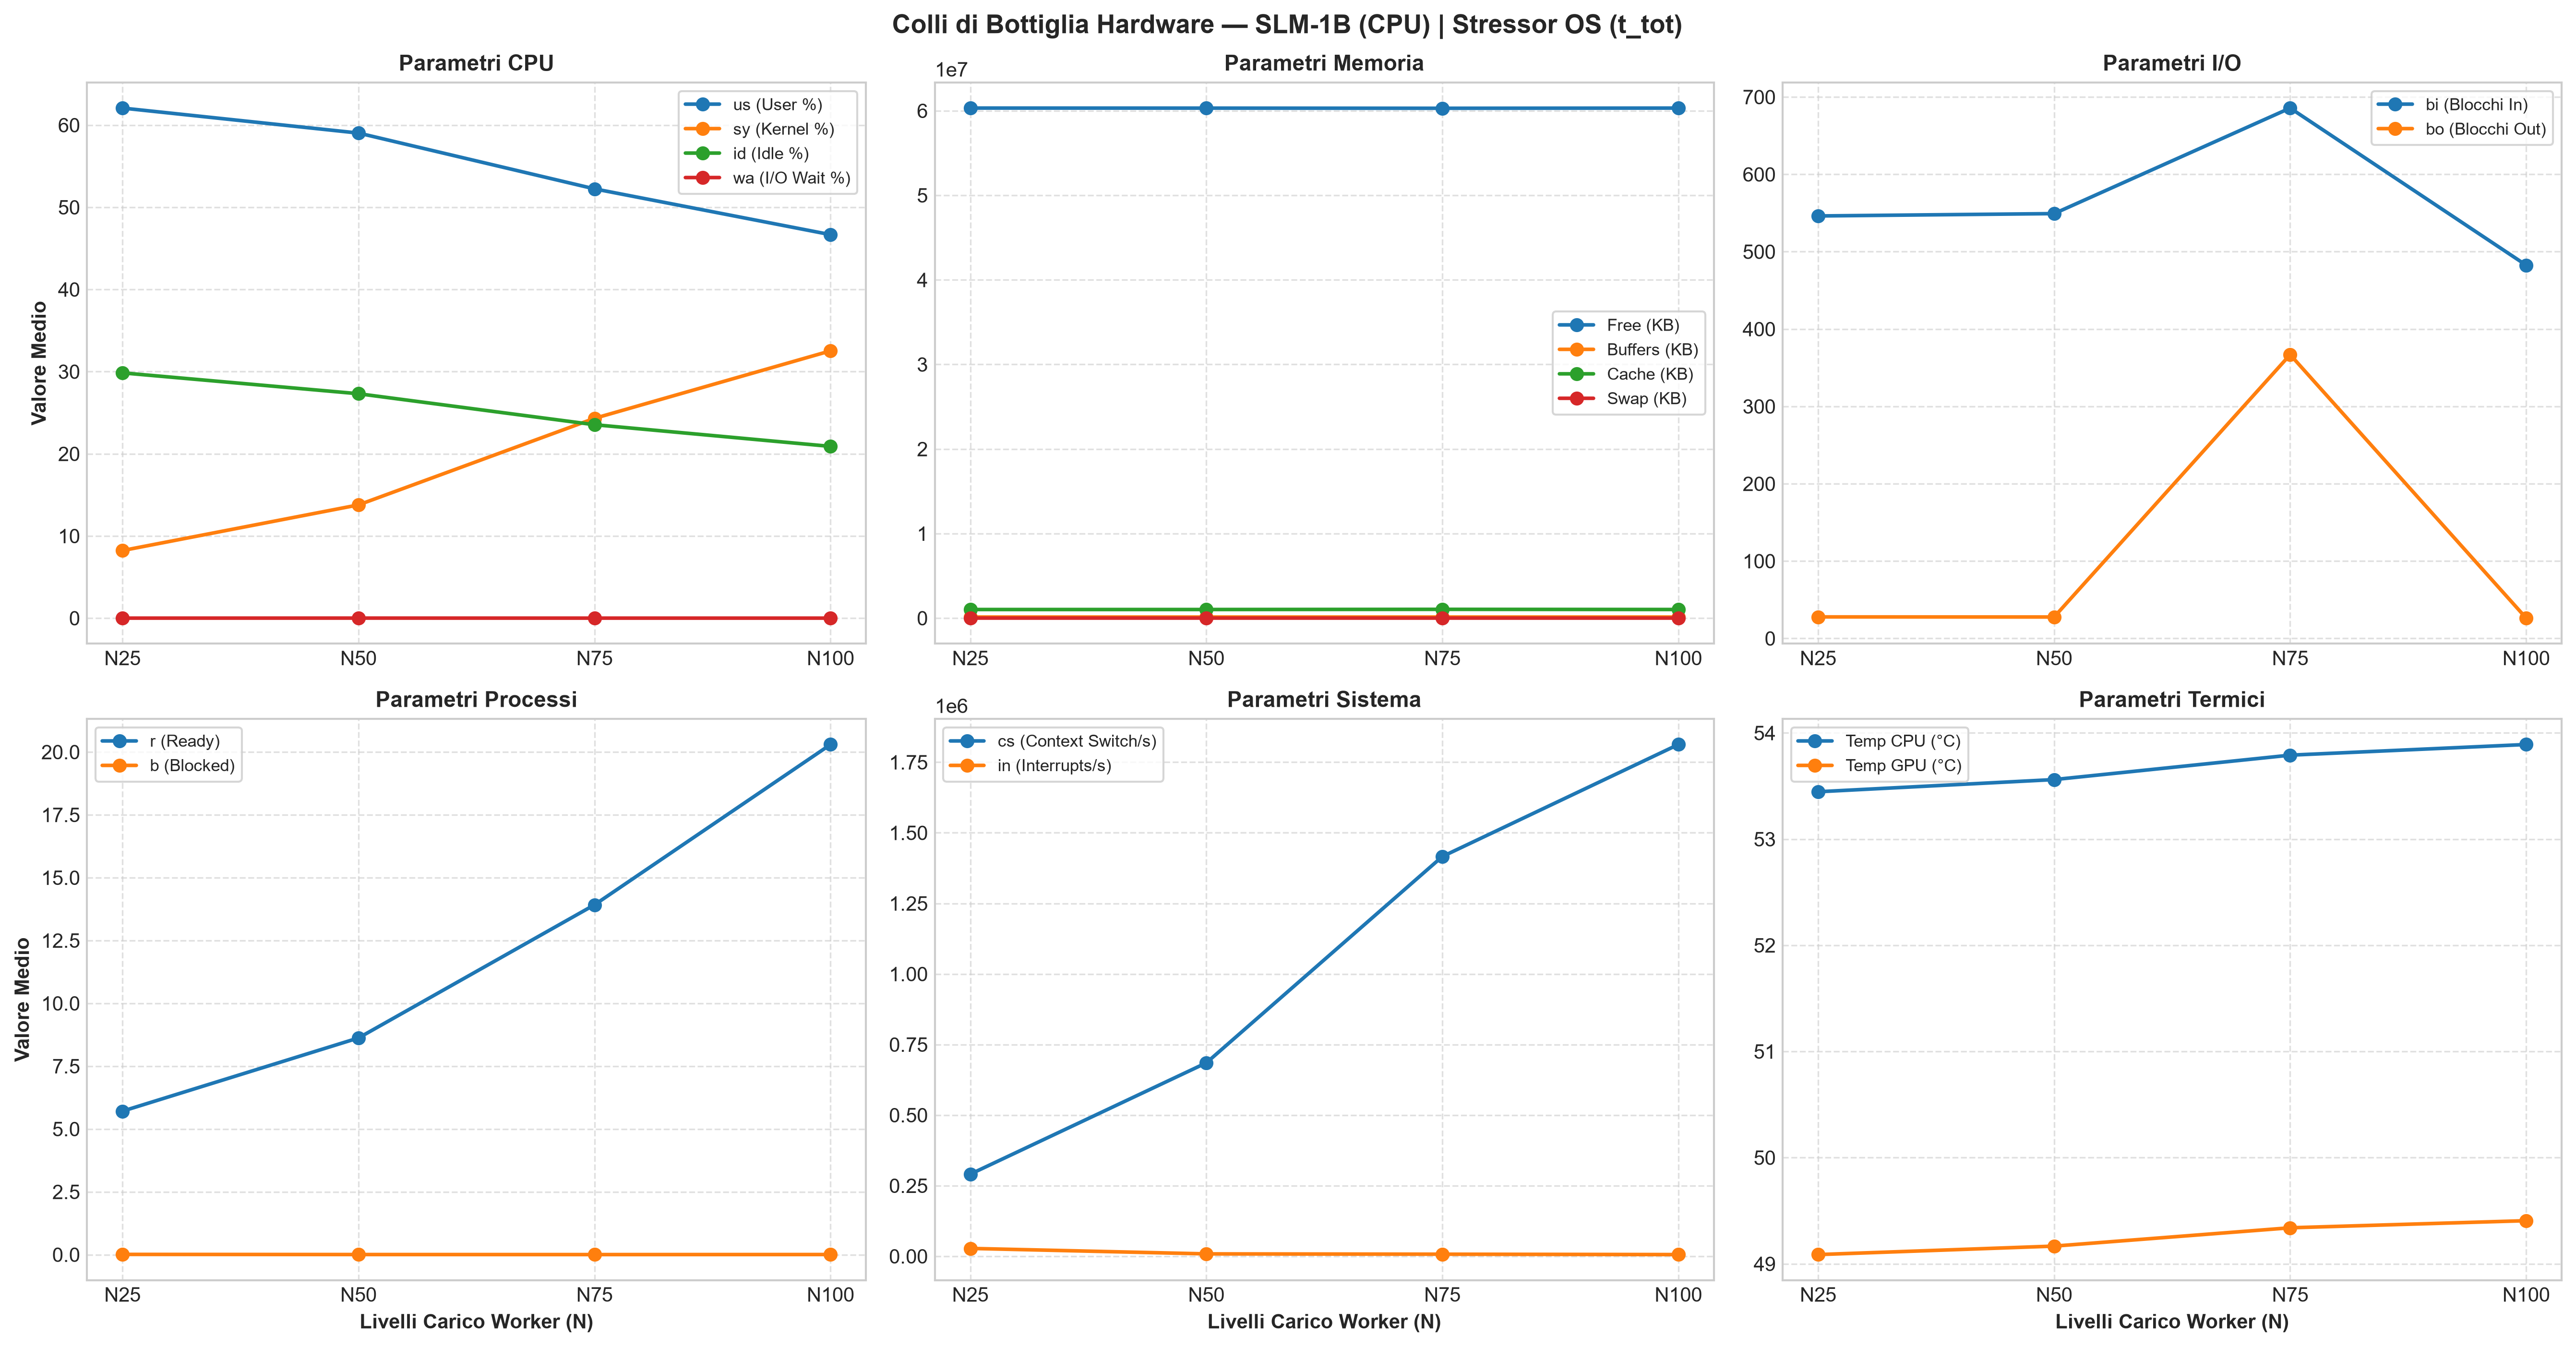 Colli di Bottiglia Hardware — SLM-1B (CPU) | Stressor OS (t_tot)
Parametri CPU
Valore Medio
60
50
40
30
20
10
0
us (User %)
sy (Kernel %)
id (Idle %)
wa (I/O Wait %)
N25 N50 N75 N100
Parametri Memoria
1e7
6
5
4
3
2
1
0
Free (KB)
Buffers (KB)
Cache (KB)
Swap (KB)
N25 N50 N75 N100
Parametri I/O
700
600
500
400
300
200
100
0
bi (Blocchi In)
bo (Blocchi Out)
N25 N50 N75 N100
Parametri Processi
Valore Medio
20.0
17.5
15.0
12.5
10.0
7.5
5.0
2.5
0.0
r (Ready)
b (Blocked)
N25 N50 N75 N100
Livelli Carico Worker (N)
Parametri Sistema
1e6
1.75
1.50
1.25
1.00
0.75
0.50
0.25
0.00
cs (Context Switch/s)
in (Interrupts/s)
N25 N50 N75 N100
Livelli Carico Worker (N)
Parametri Termici
54
53
52
51
50
49
Temp CPU (°C)
Temp GPU (°C)
N25 N50 N75 N100
Livelli Carico Worker (N)